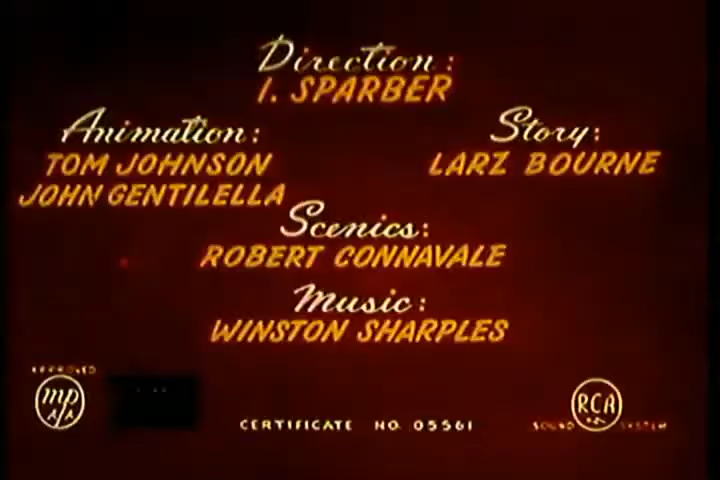 Direction:
I. SPARBER
Animation:
TOM JOHNSON
JOHN GENTILELLA
Story:
LARZ BOURNE
Scenics:
ROBERT CONNAVALE
Music:
WINSTON SHARPLES
APPROVED
mp
A/A
CERTIFICATE NO. 05561
RCA
SOUND SYSTEM